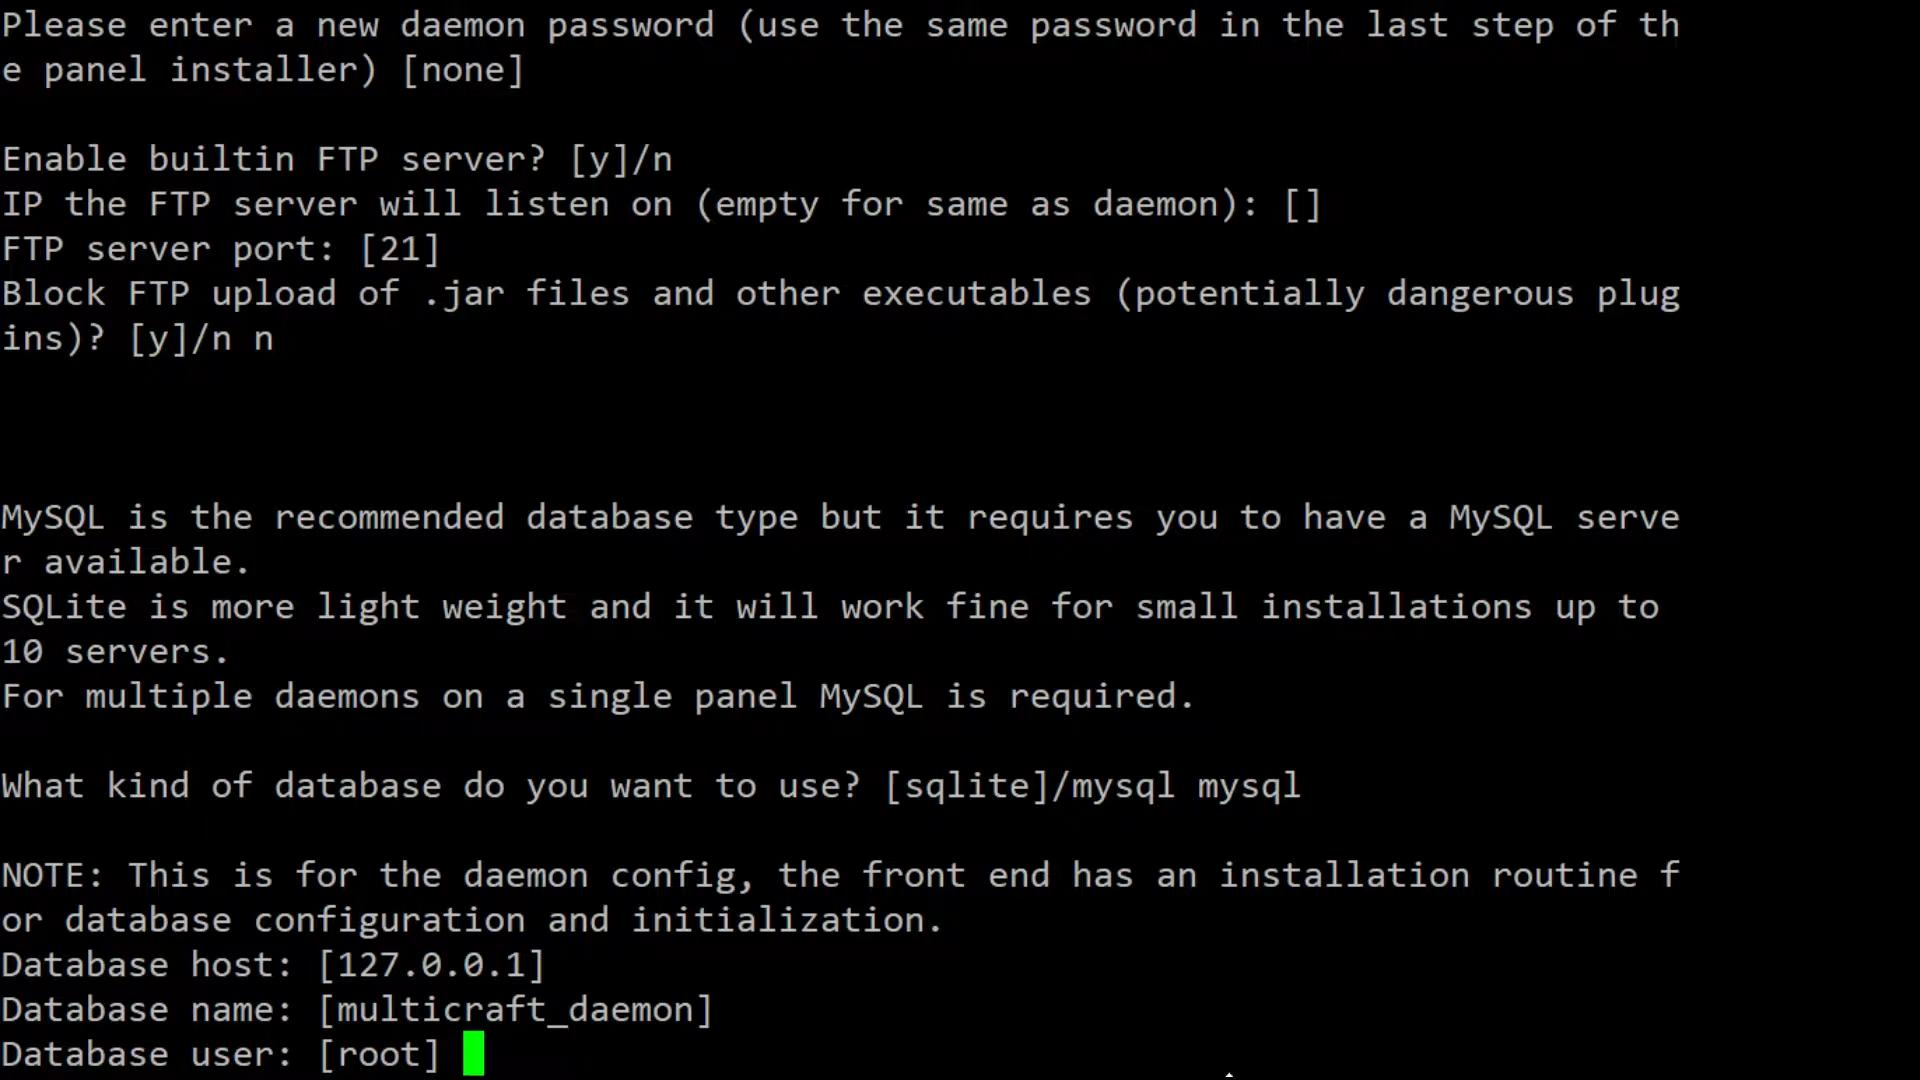 Please enter a new daemon password (use the same password in the last step of th
e panel installer) [none]
Enable builtin FTP server? [y]/n
IP the FTP server will listen on (empty for same as daemon): []
FTP server port: [21]
Block FTP upload of .jar files and other executables (potentially dangerous plug
ins)? [y]/n n
MySQL is the recommended database type but it requires you to have a MySQL serve
r available.
SQLite is more light weight and it will work fine for small installations up to
10 servers.
For multiple daemons on a single panel MySQL is required.
What kind of database do you want to use? [sqlite]/mysql mysql
NOTE: This is for the daemon config, the front end has an installation routine f
or database configuration and initialization.
Database host: [127.0.0.1]
Database name: [multicraft_daemon]
Database user: [root]